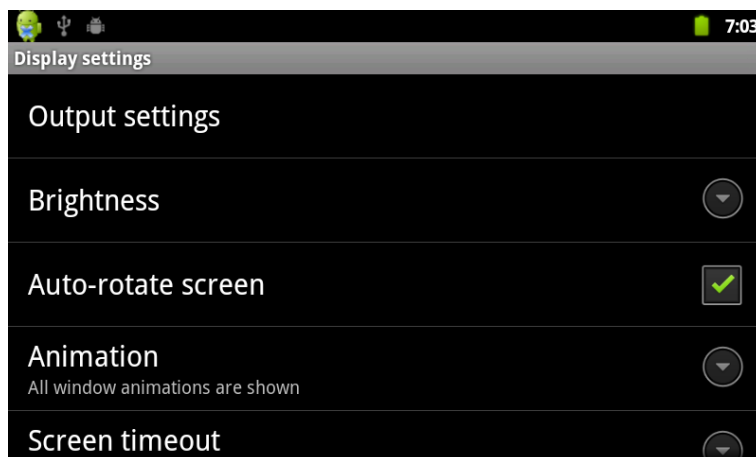 7:03
Display settings
Output settings
Brightness
Auto-rotate screen
Animation
All window animations are shown
Screen timeout